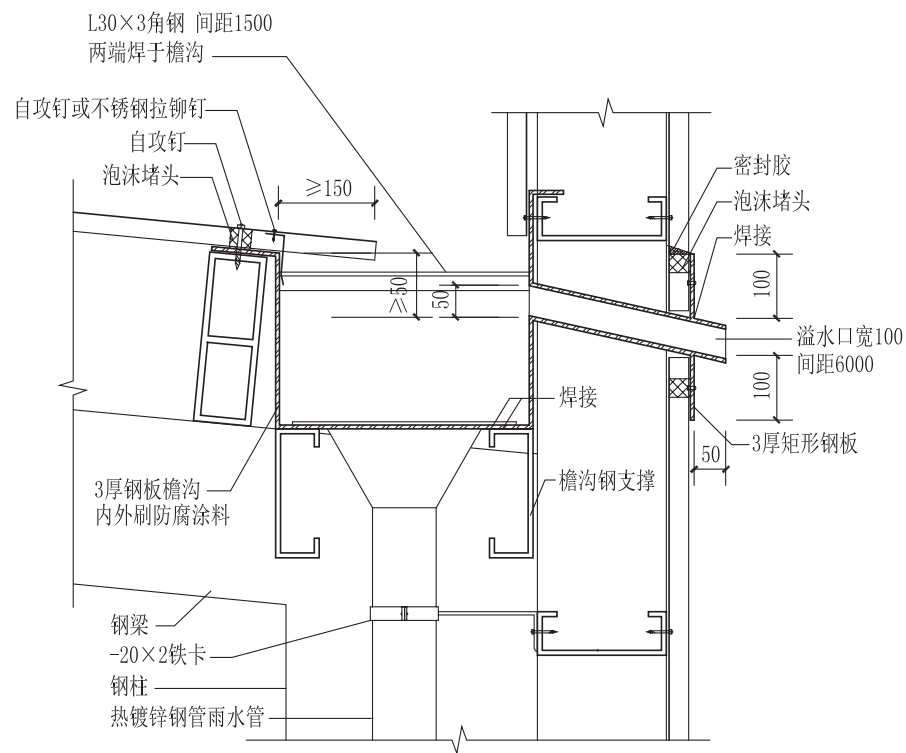 L30×3角钢 间距1500
两端焊于檐沟
自攻钉或不锈钢拉铆钉
自攻钉
泡沫堵头
≥150
≥50
50
密封胶
泡沫堵头
焊接
100
溢水口宽100
间距6000
100
焊接
3厚矩形钢板
50
檐沟钢支撑
3厚钢板檐沟
内外刷防腐涂料
钢梁
-20×2铁卡
钢柱
热镀锌钢管雨水管